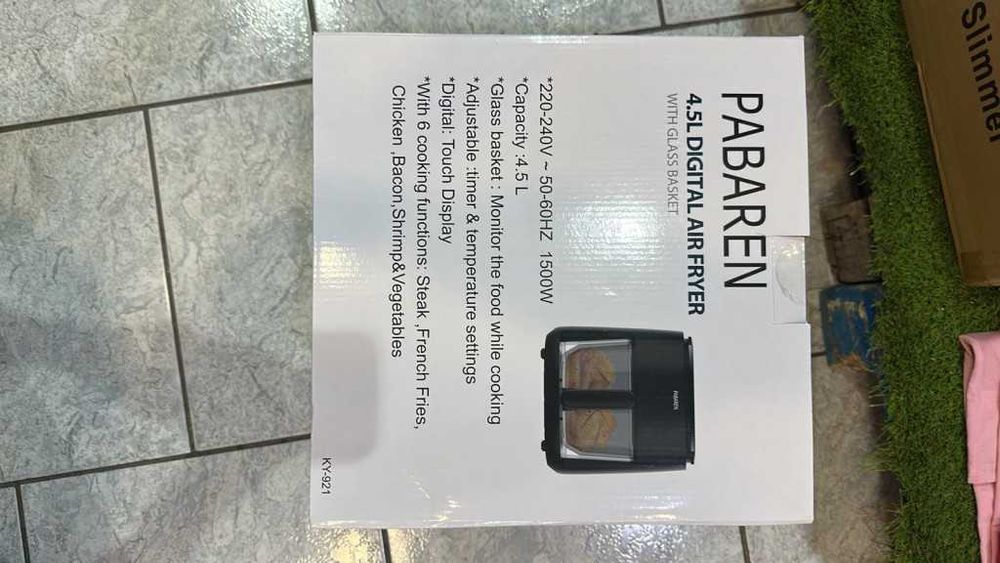 PABAREN
4.5L DIGITAL AIR FRYER
WITH GLASS BASKET
*220-240V ~ 50-60HZ 1500W
*Capacity :4.5 L
*Glass basket : Monitor the food while cooking
*Adjustable :timer & temperature settings
*Digital: Touch Display
*With 6 cooking functions: Steak ,French Fries,
Chicken ,Bacon,Shrimp&Vegetables
KY-921
PABAREN
Slimmer